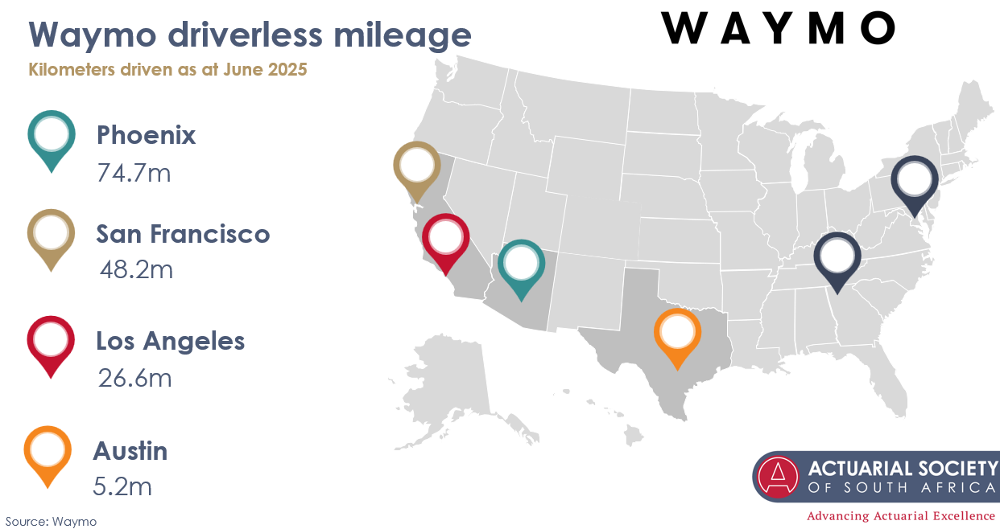 Waymo driverless mileage
WAYMO
Kilometers driven as at June 2025
Phoenix
74.7m
San Francisco
48.2m
Los Angeles
26.6m
Austin
5.2m
Source: Waymo
ACTUARIAL SOCIETY
OF SOUTH AFRICA
Advancing Actuarial Excellence